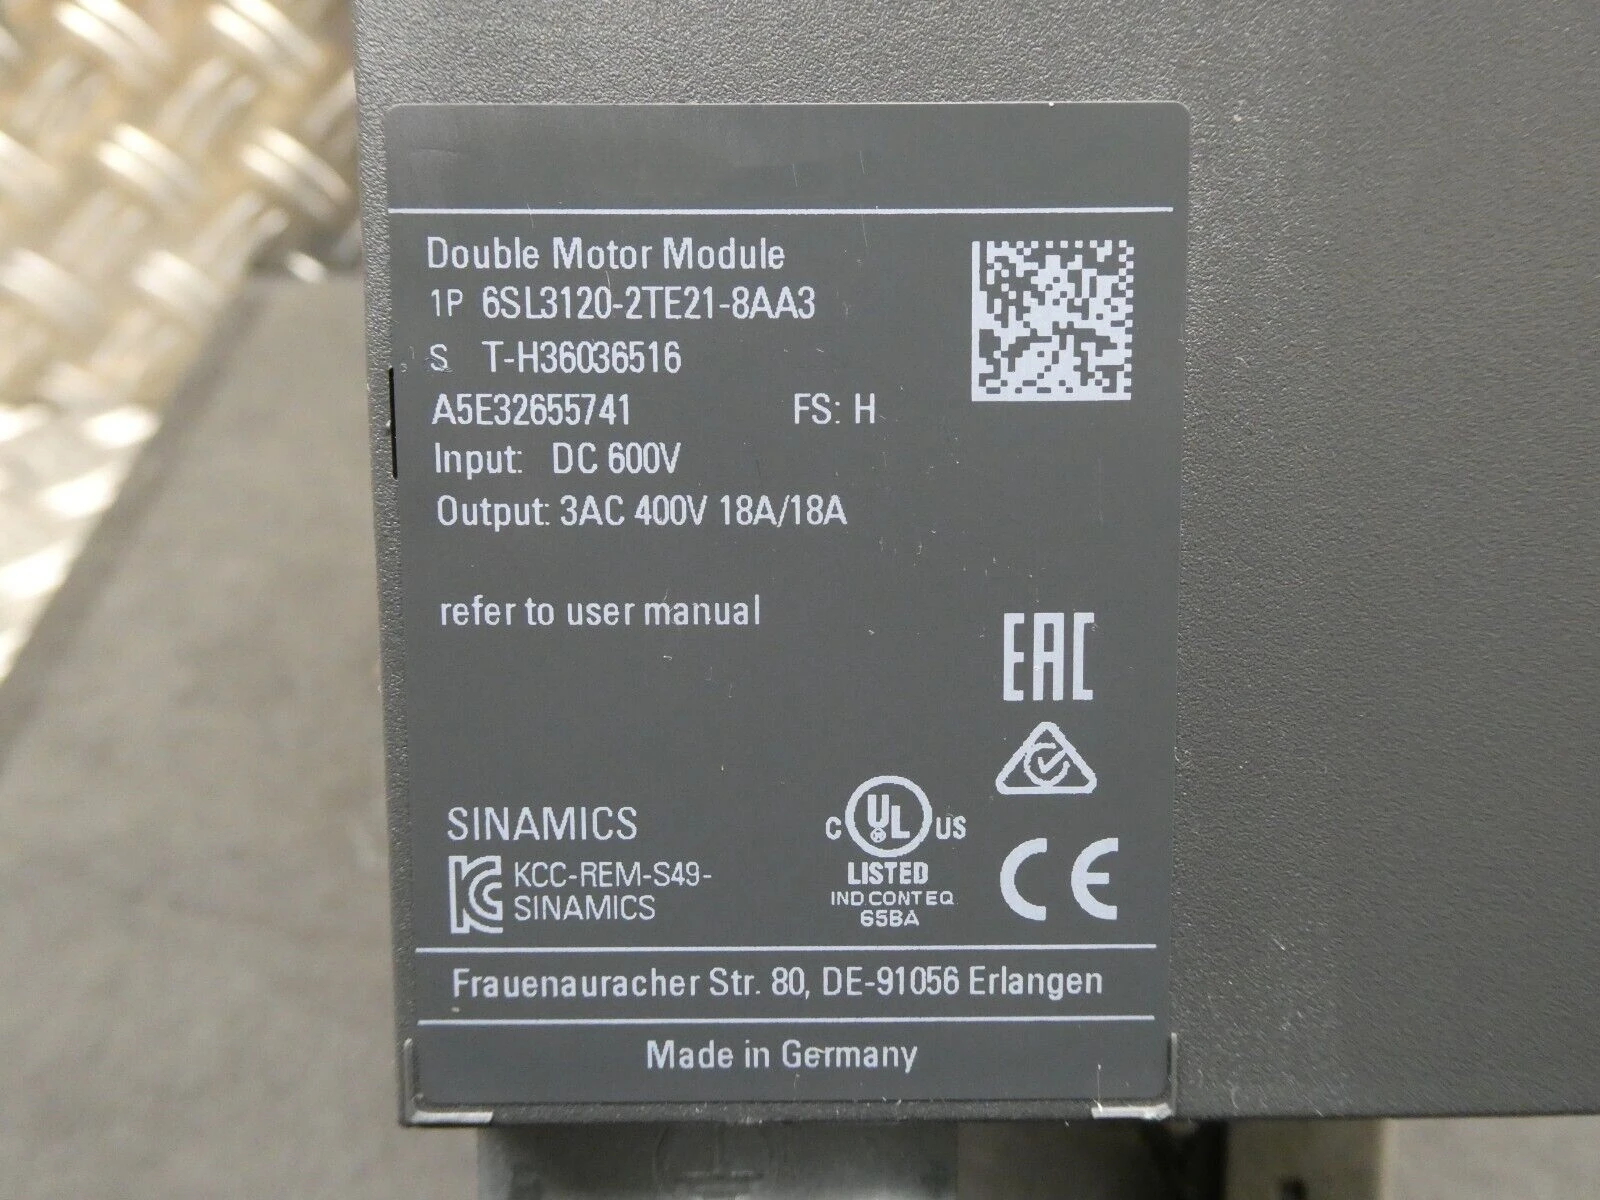 Double Motor Module
1P 6SL3120-2TE21-8AA3
S T-H36036516
A5E32655741 FS: H
Input: DC 600V
Output: 3AC 400V 18A/18A
refer to user manual
EAC
SINAMICS
KCC-REM-S49-
SINAMICS
C UL US
LISTED
IND CONT EQ
65BA
CE
Frauenauracher Str. 80, DE-91056 Erlangen
Made in Germany